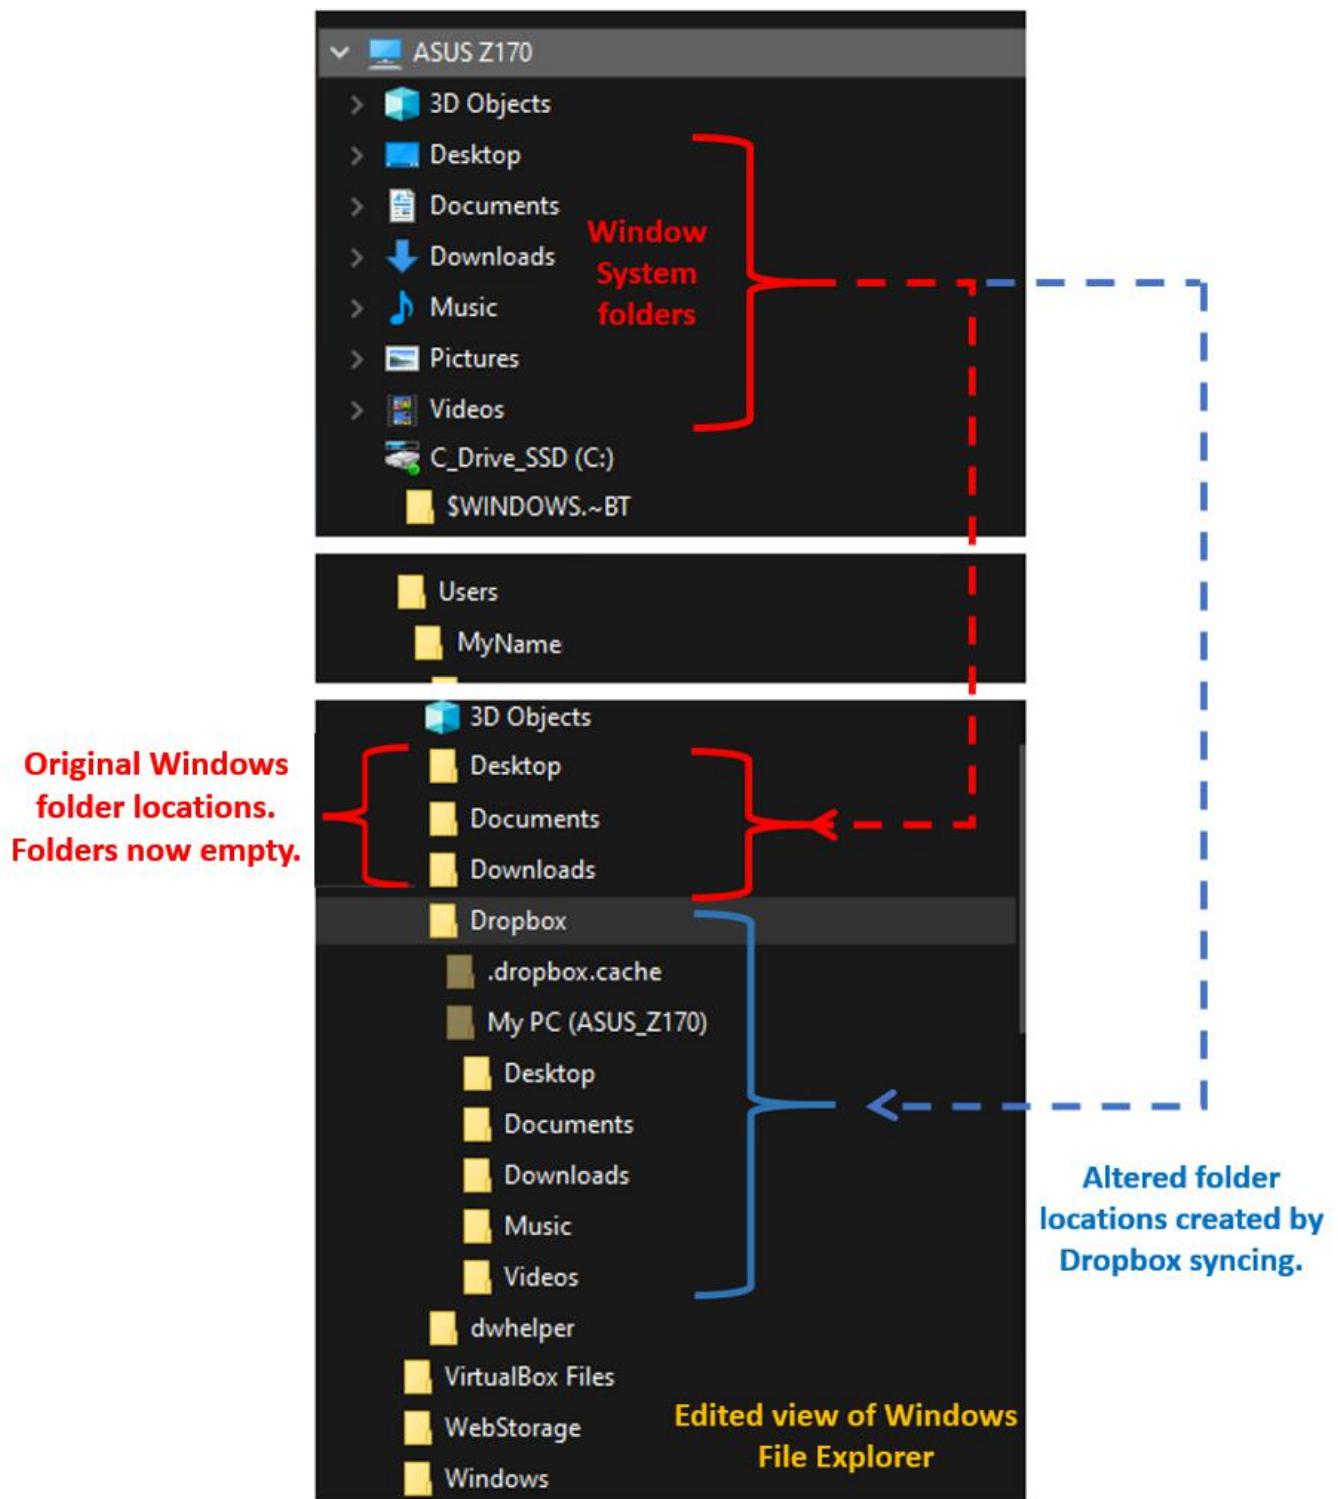 ASUS Z170
3D Objects
Desktop
Documents
Downloads
Music
Pictures
Videos
Window
System
folders
C_Drive_SSD (C:)
$WINDOWS.~BT
Users
MyName
3D Objects
Desktop
Documents
Downloads
Original Windows
folder locations.
Folders now empty.
Dropbox
.dropbox.cache
My PC (ASUS_Z170)
Desktop
Documents
Downloads
Music
Videos
Altered folder
locations created by
Dropbox syncing.
dwhelper
VirtualBox Files
WebStorage
Windows
Edited view of Windows
File Explorer